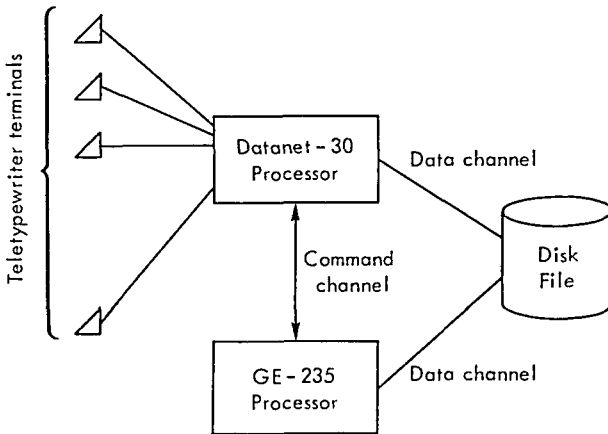 Teletypewriter terminals
Datanet - 30
Processor
Data channel
Command
channel
Disk
File
GE - 235
Processor
Data channel